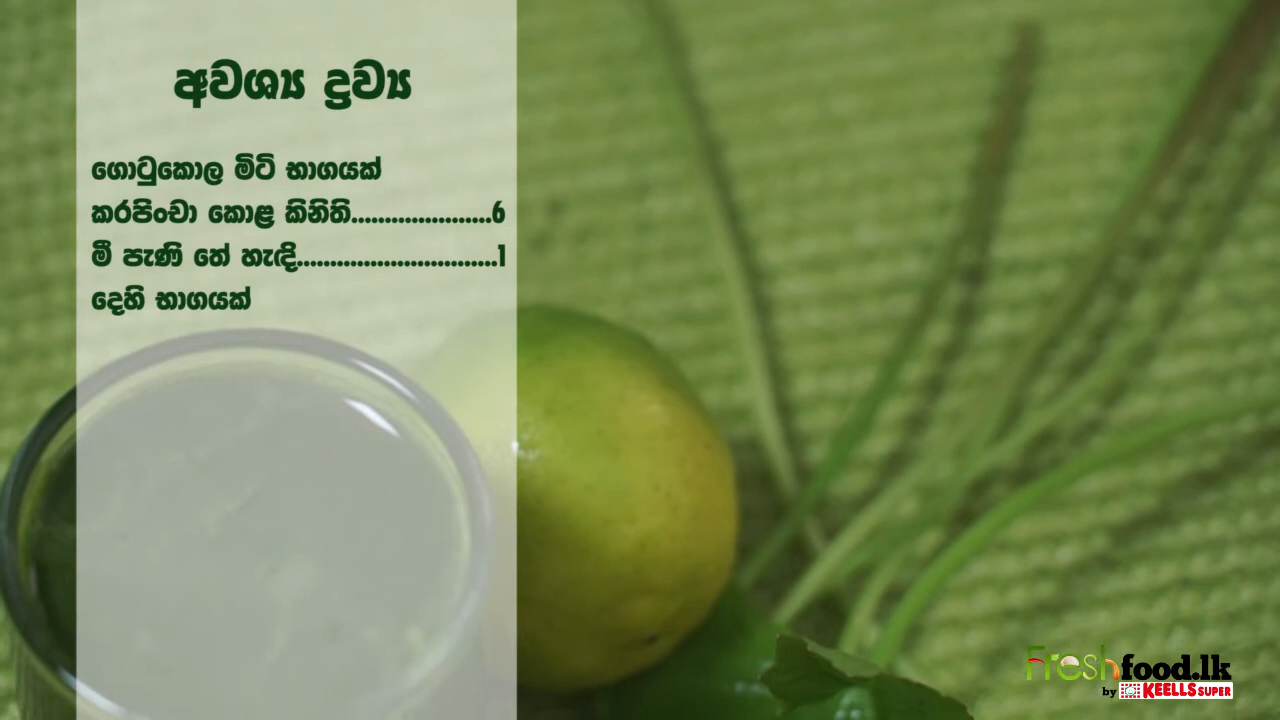 අවශ්‍ය ද්‍රව්‍ය
ගොටුකොල මිටි භාගයක්
කරපිංචා කොළ කිනිති......................6
මී පැණි තේ හැඳි..............................1
දෙහි භාගයක්
Freshfood.lk
by KEELLS SUPER